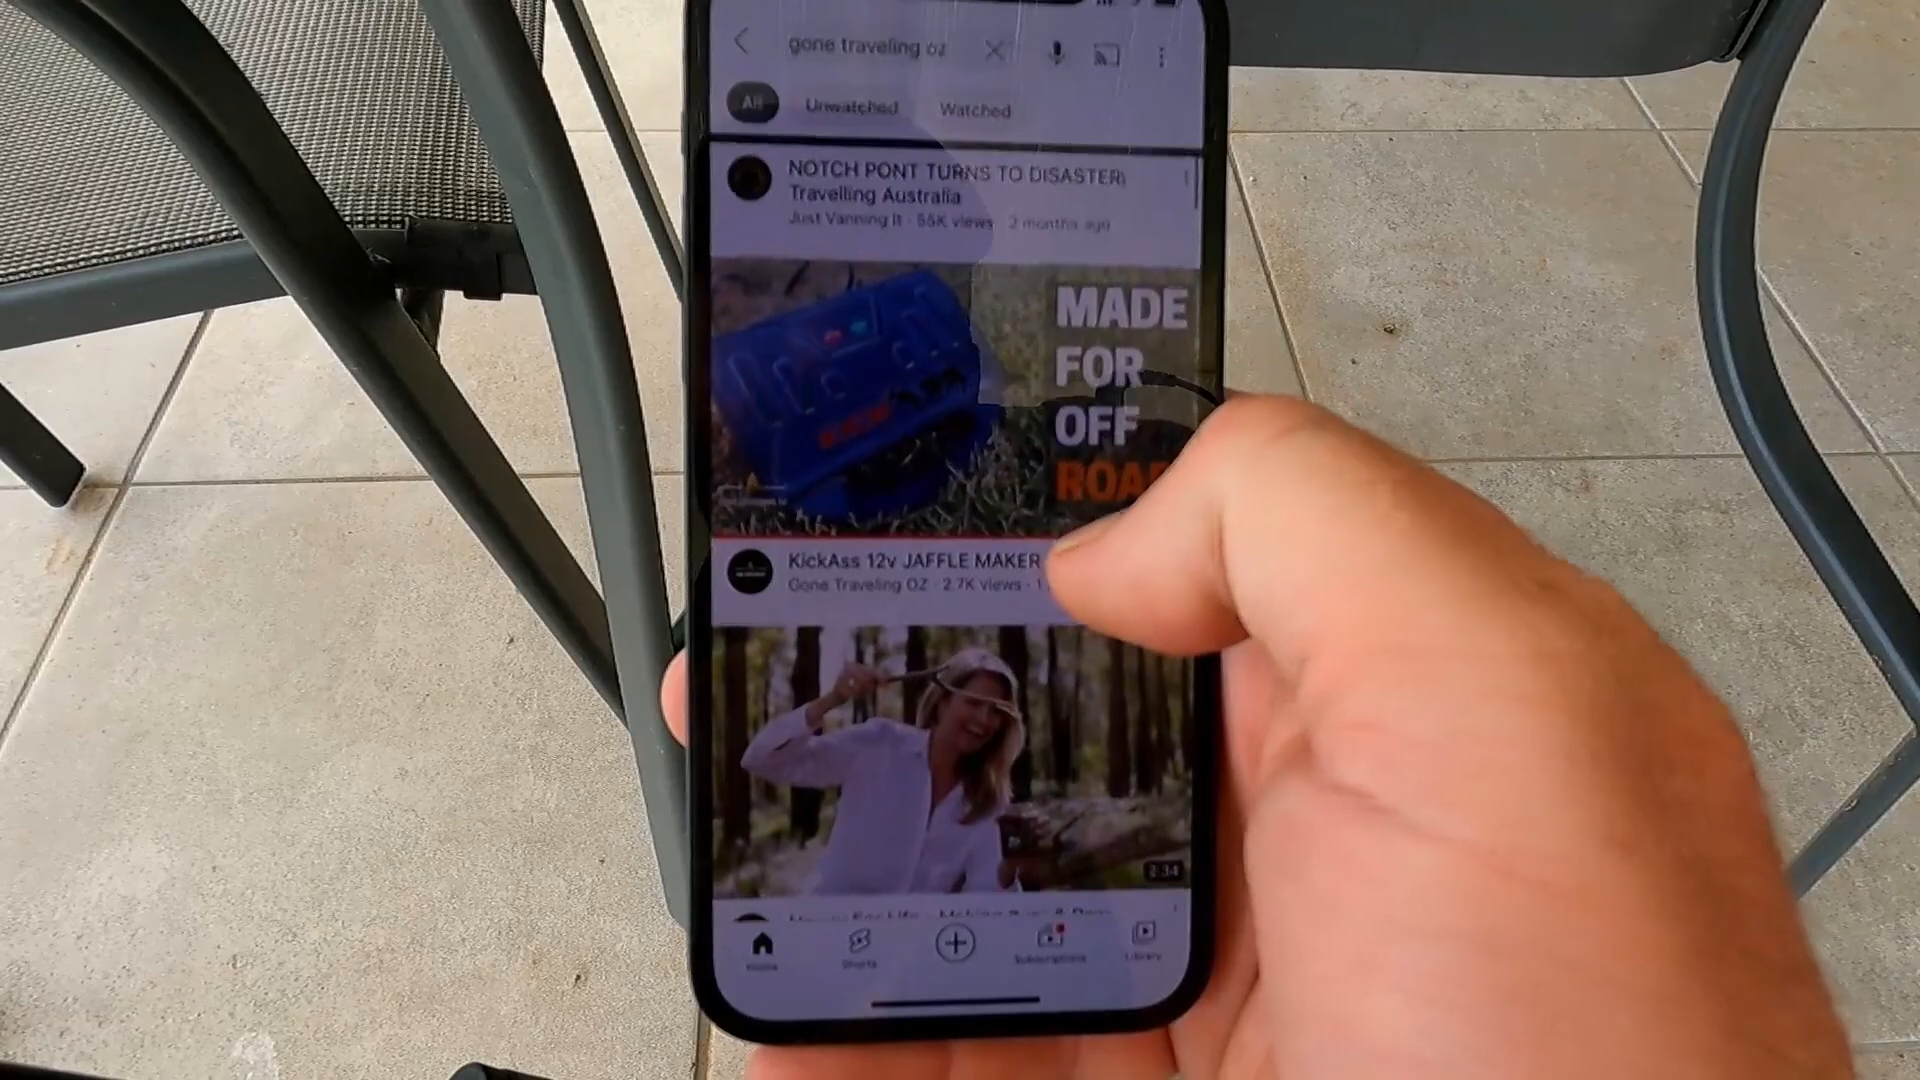 gone traveling oz
All
Unwatched
Watched
NOTCH PONT TURNS TO DISASTER
Travelling Australia
Just Vanning It · 55K views · 2 months ago
MADE
FOR
OFF
ROA
KickAss 12v JAFFLE MAKER
Gone Traveling OZ · 2.7K views · 1
2:34
Home
Shorts
Subscriptions
Library